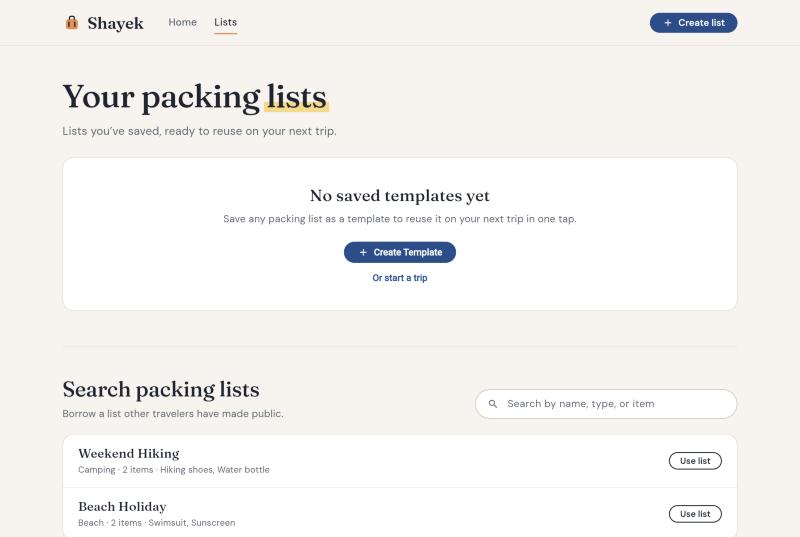 Shayek
Home
Lists
+ Create list
Your packing lists
Lists you’ve saved, ready to reuse on your next trip.
No saved templates yet
Save any packing list as a template to reuse it on your next trip in one tap.
+ Create Template
Or start a trip
Search packing lists
Borrow a list other travelers have made public.
Search by name, type, or item
Weekend Hiking
Camping · 2 items · Hiking shoes, Water bottle
Use list
Beach Holiday
Beach · 2 items · Swimsuit, Sunscreen
Use list